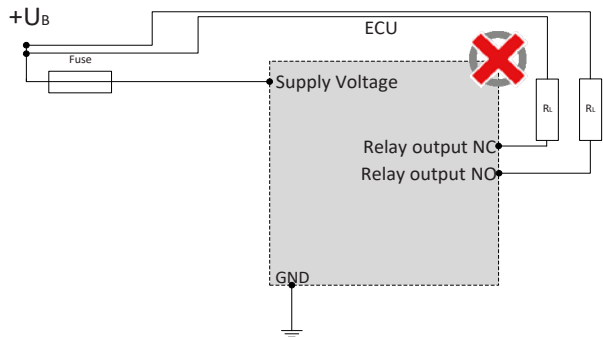 +UB
ECU
Fuse
Supply Voltage
RL
RL
Relay output NC
Relay output NO
GND